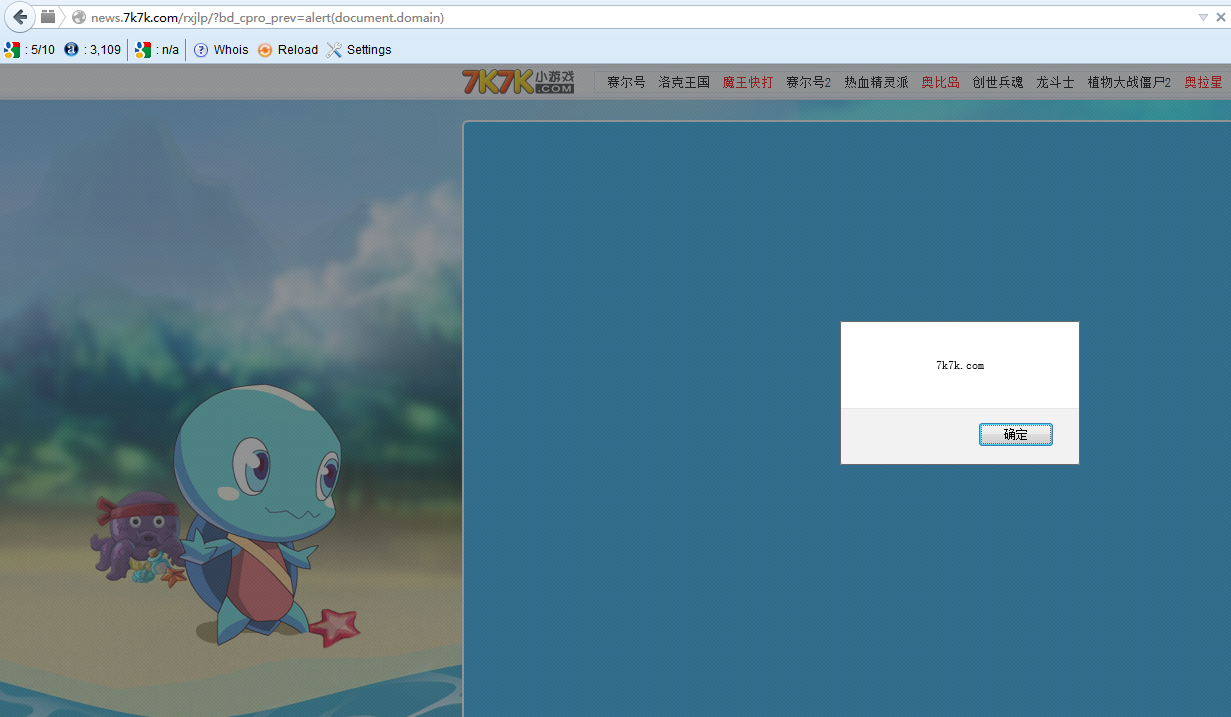 news.7k7k.com/rxjlp/?bd_cpro_prev=alert(document.domain)
: 5/10 a : 3,109 : n/a ? Whois Reload Settings
7K7K小游戏.COM 赛尔号 洛克王国 魔王快打 赛尔号2 热血精灵派 奥比岛 创世兵魂 龙斗士 植物大战僵尸2 奥拉星
7k7k.com
确定